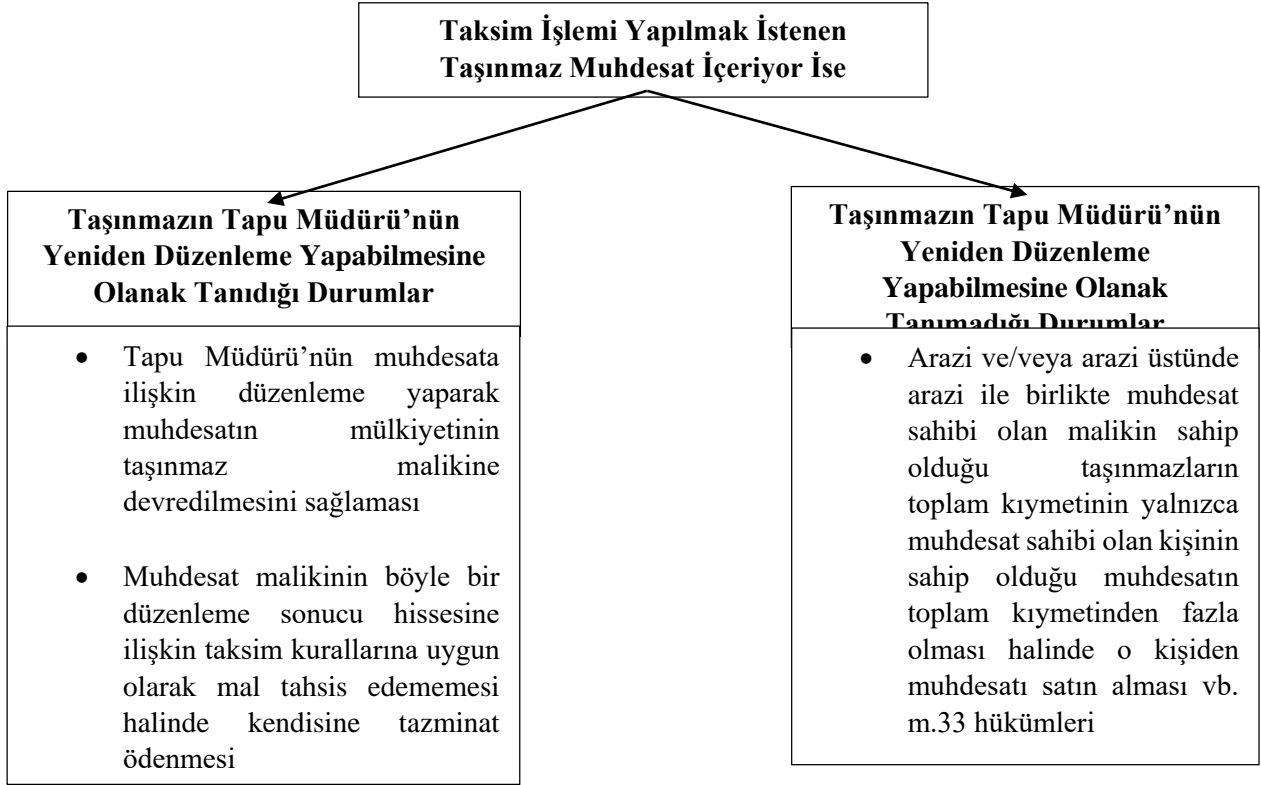 Taksim İşlemi Yapılmak İstenen
Taşınmaz Muhdesat İçeriyor İse
Taşınmazın Tapu Müdürü’nün
Yeniden Düzenleme Yapabilmesine
Olanak Tanıdığı Durumlar
• Tapu Müdürü’nün muhdesata
ilişkin düzenleme yaparak
muhdesatın mülkiyetinin
taşınmaz malikine
devredilmesini sağlaması
• Muhdesat malikinin böyle bir
düzenleme sonucu hissesine
ilişkin taksim kurallarına uygun
olarak mal tahsis edememesi
halinde kendisine tazminat
ödenmesi
Taşınmazın Tapu Müdürü’nün
Yeniden Düzenleme
Yapabilmesine Olanak
Tanımadığı Durumlar
• Arazi ve/veya arazi üstünde
arazi ile birlikte muhdesat
sahibi olan malikin sahip
olduğu taşınmazların
toplam kıymetinin yalnızca
muhdesat sahibi olan kişinin
sahip olduğu muhdesatın
toplam kıymetinden fazla
olması halinde o kişiden
muhdesatı satın alması vb.
m.33 hükümleri